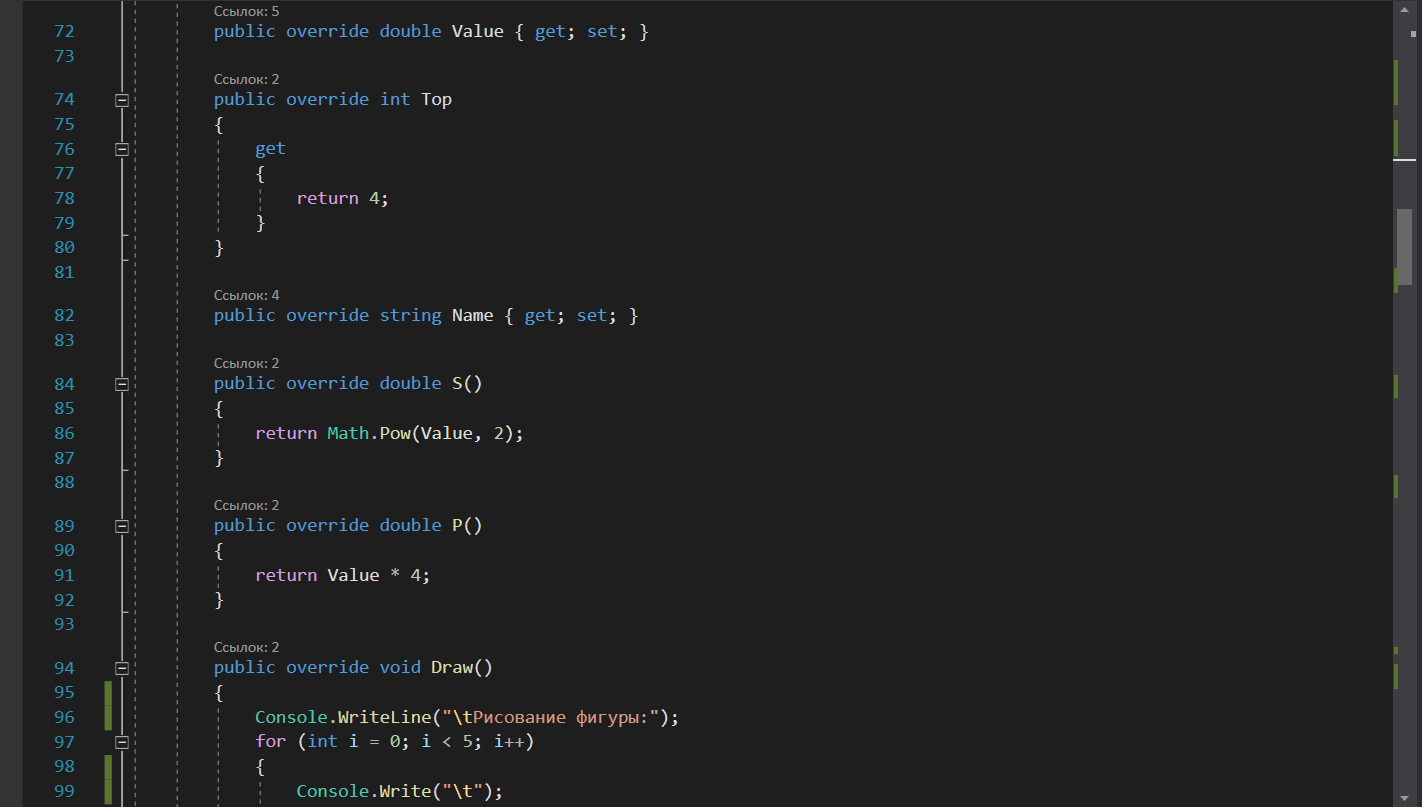 Ссылок: 5
72 public override double Value { get; set; }
73
Ссылок: 2
74 public override int Top
75 {
76 get
77 {
78 return 4;
79 }
80 }
81
Ссылок: 4
82 public override string Name { get; set; }
83
Ссылок: 2
84 public override double S()
85 {
86 return Math.Pow(Value, 2);
87 }
88
Ссылок: 2
89 public override double P()
90 {
91 return Value * 4;
92 }
93
Ссылок: 2
94 public override void Draw()
95 {
96 Console.WriteLine("\tРисование фигуры:");
97 for (int i = 0; i < 5; i++)
98 {
99 Console.Write("\t");